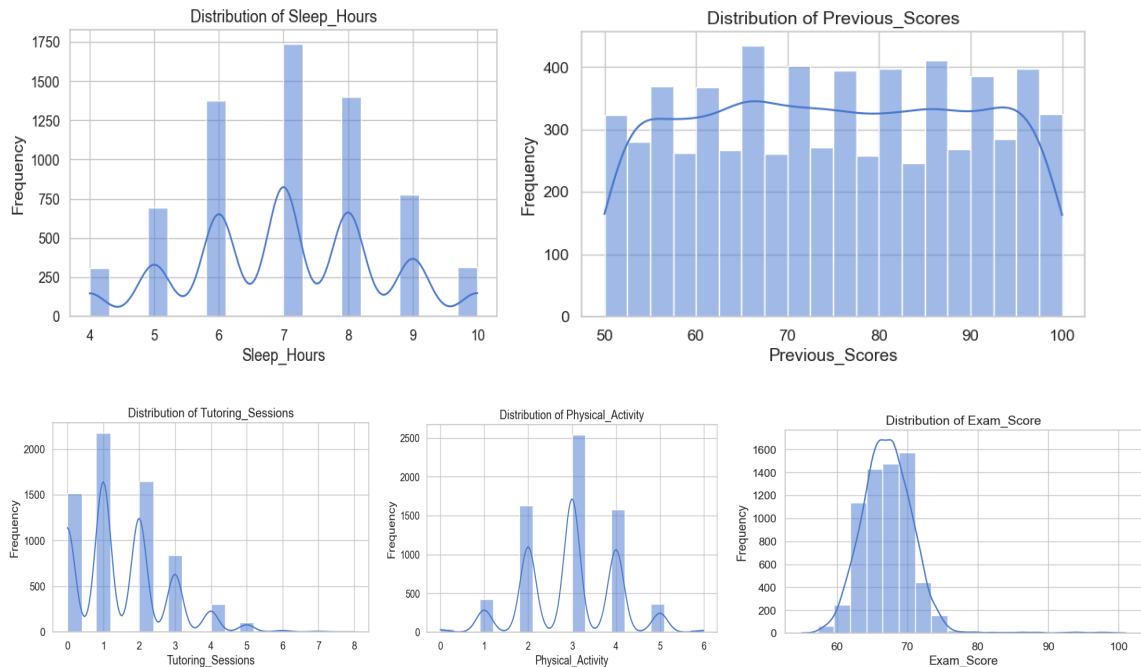 Distribution of Sleep_Hours
1750
1500
1250
1000
750
500
250
0
Frequency
4 5 6 7 8 9 10
Sleep_Hours
Distribution of Previous_Scores
400
300
200
100
0
Frequency
50 60 70 80 90 100
Previous_Scores
Distribution of Tutoring_Sessions
2000
1500
1000
500
0
Frequency
0 1 2 3 4 5 6 7 8
Tutoring_Sessions
Distribution of Physical_Activity
2500
2000
1500
1000
500
0
Frequency
0 1 2 3 4 5 6
Physical_Activity
Distribution of Exam_Score
1600
1400
1200
1000
800
600
400
200
0
Frequency
60 70 80 90 100
Exam_Score